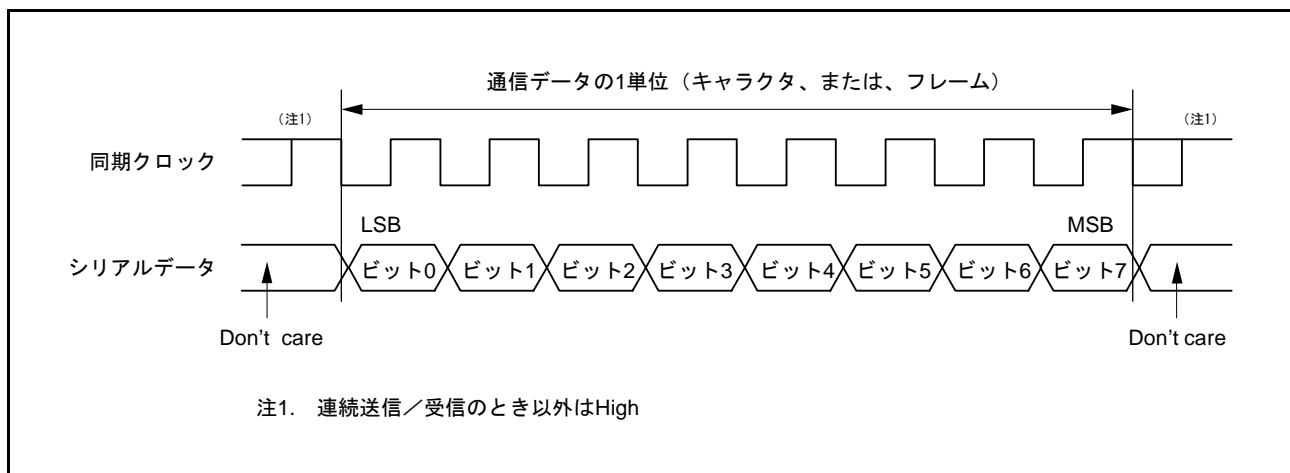 通信データの1単位（キャラクタ、または、フレーム）
（注1）
（注1）
同期クロック
LSB
MSB
シリアルデータ
ビット0 ビット1 ビット2 ビット3 ビット4 ビット5 ビット6 ビット7
Don't care
Don't care
注1. 連続送信／受信のとき以外はHigh